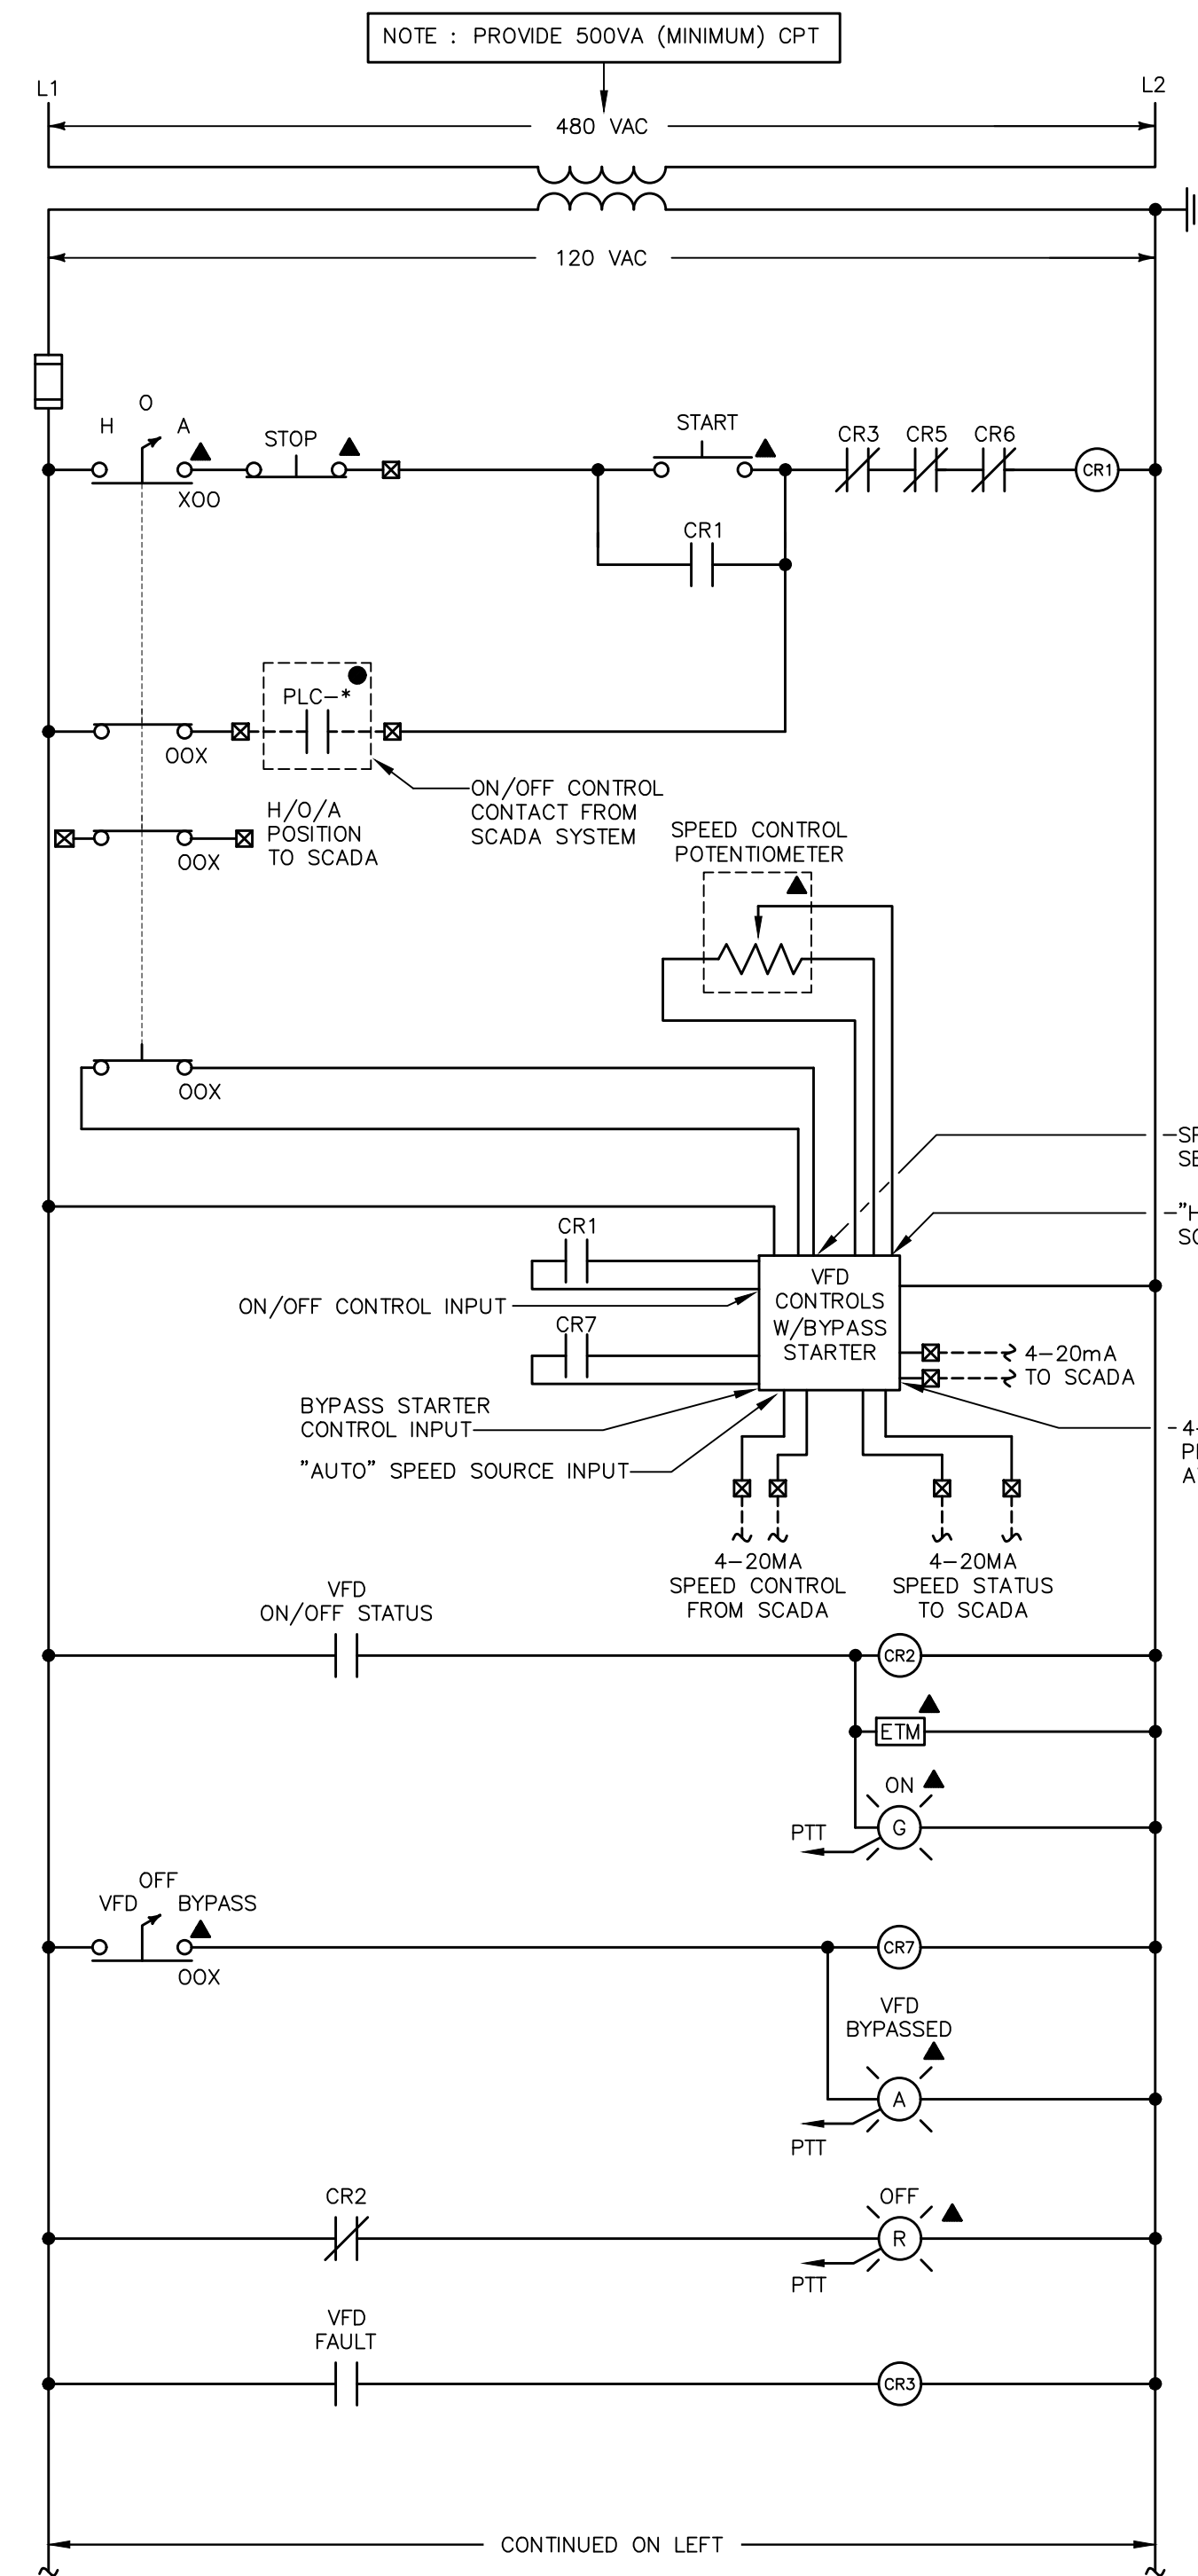 NOTE : PROVIDE 500VA (MINIMUM) CPT
L1
L2
480 VAC
120 VAC
O
H
A
STOP
START
CR3
CR5
CR6
CR1
XOO
CR1
PLC-*
OOX
ON/OFF CONTROL
CONTACT FROM
SCADA SYSTEM
H/O/A
POSITION
TO SCADA
OOX
SPEED CONTROL
POTENTIOMETER
OOX
SP
SE
"H
SC
CR1
VFD
CONTROLS
W/BYPASS
STARTER
ON/OFF CONTROL INPUT
CR7
4-20mA
TO SCADA
BYPASS STARTER
CONTROL INPUT
"AUTO" SPEED SOURCE INPUT
4-
4-20MA
SPEED CONTROL
FROM SCADA
4-20MA
SPEED STATUS
TO SCADA
VFD
ON/OFF STATUS
CR2
ETM
ON
G
PTT
OFF
VFD
BYPASS
CR7
OOX
VFD
BYPASSED
A
PTT
CR2
OFF
R
PTT
VFD
FAULT
CR3
CONTINUED ON LEFT